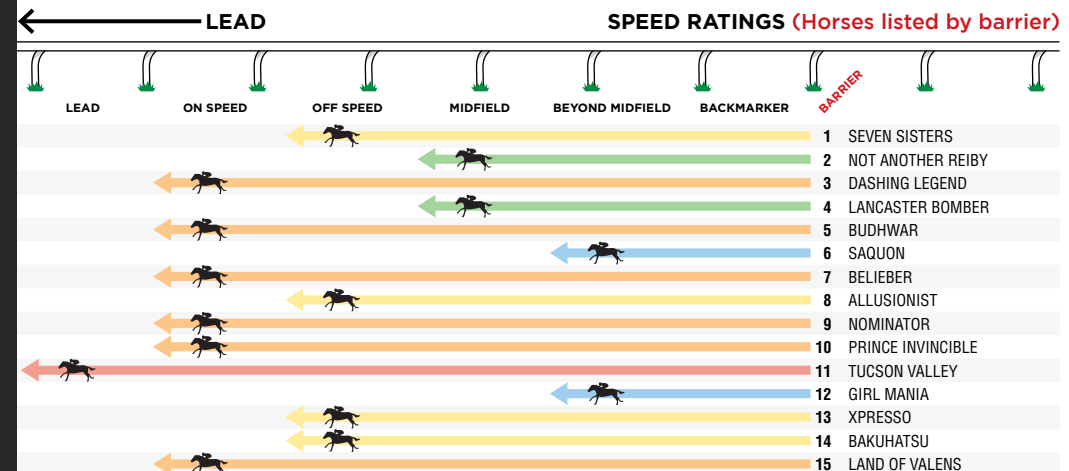 LEAD SPEED RATINGS (Horses listed by barrier)
LEAD ON SPEED OFF SPEED MIDFIELD BEYOND MIDFIELD BACKMARKER BARRIER
1 SEVEN SISTERS
2 NOT ANOTHER REIBY
3 DASHING LEGEND
4 LANCASTER BOMBER
5 BUDHWAR
6 SAQUON
7 BELIEBER
8 ALLUSIONIST
9 NOMINATOR
10 PRINCE INVINCIBLE
11 TUCSON VALLEY
12 GIRL MANIA
13 XPRESSO
14 BAKUHATSU
15 LAND OF VALENS